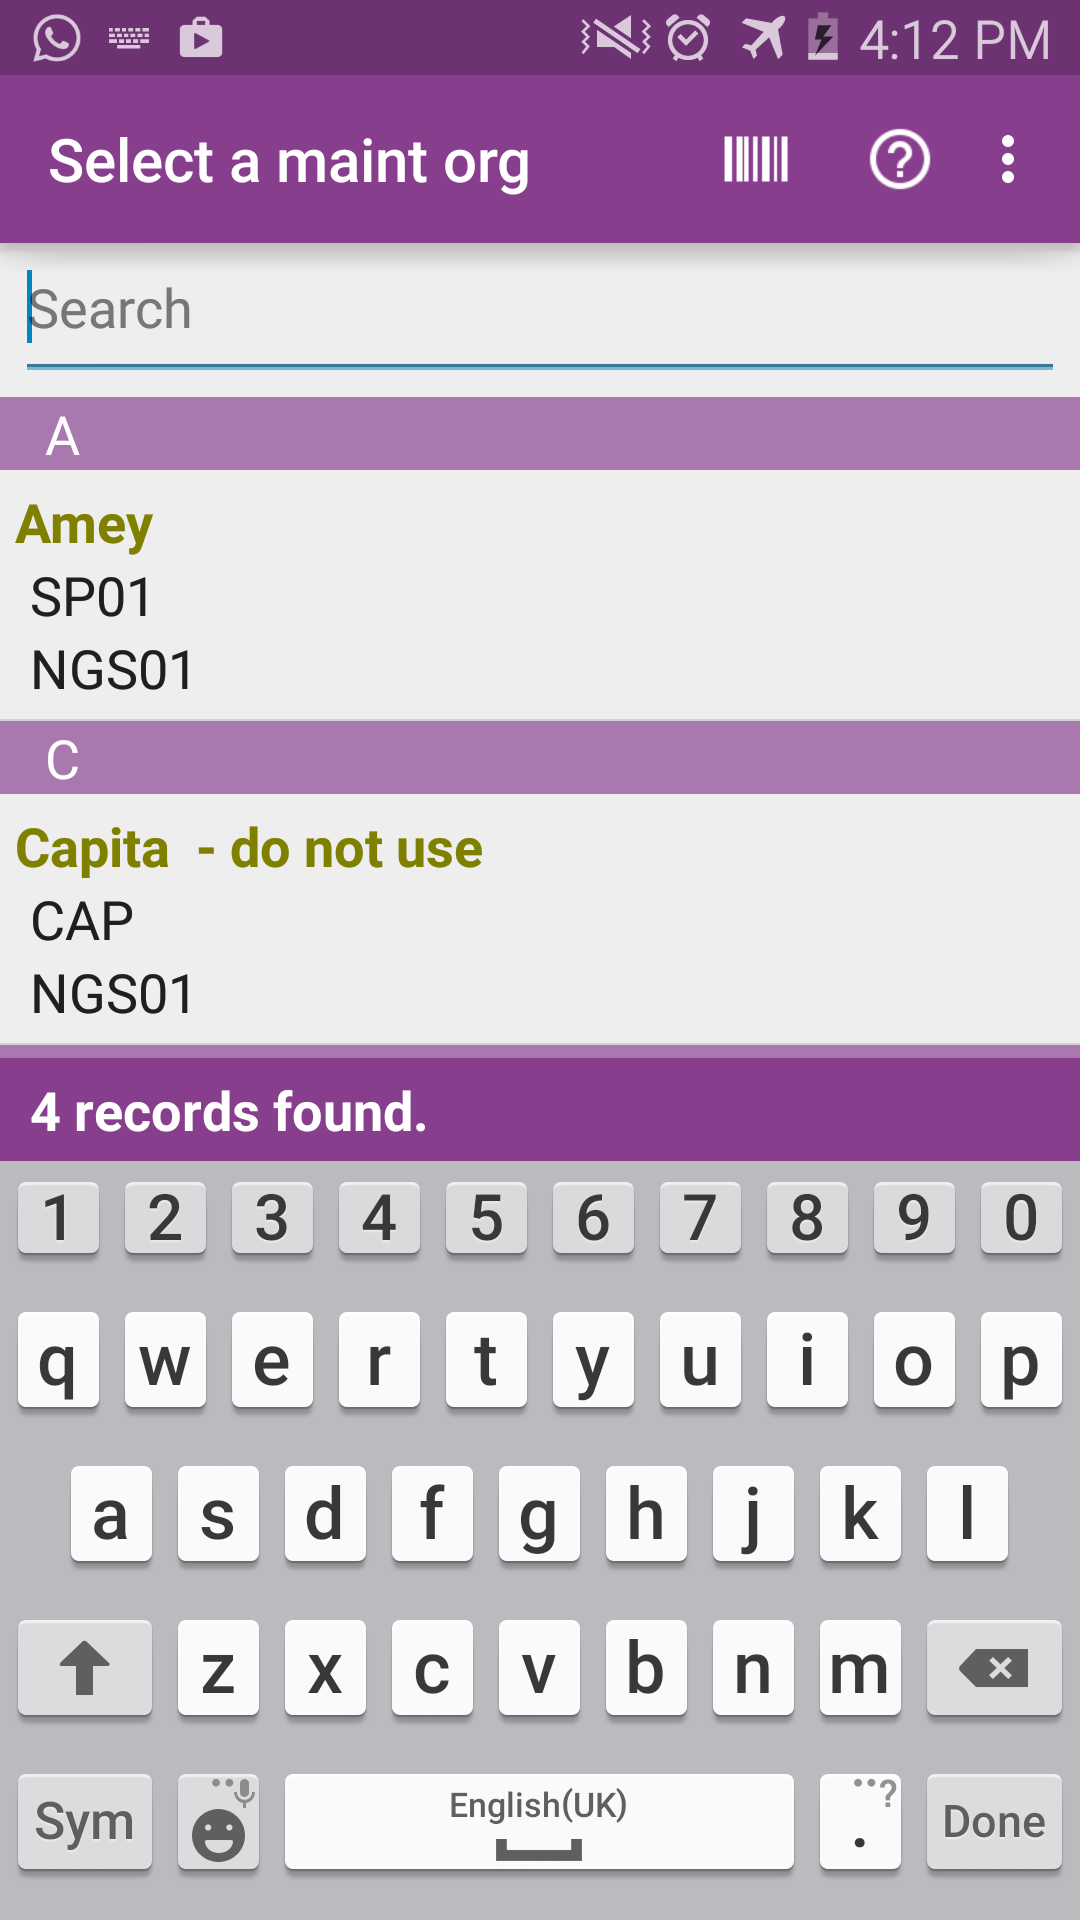 4:12 PM
Select a maint org
Search
A
Amey
SP01
NGS01
C
Capita  - do not use
CAP
NGS01
4 records found.
1 2 3 4 5 6 7 8 9 0
q w e r t y u i o p
a s d f g h j k l
z x c v b n m
Sym English(UK) . ? Done